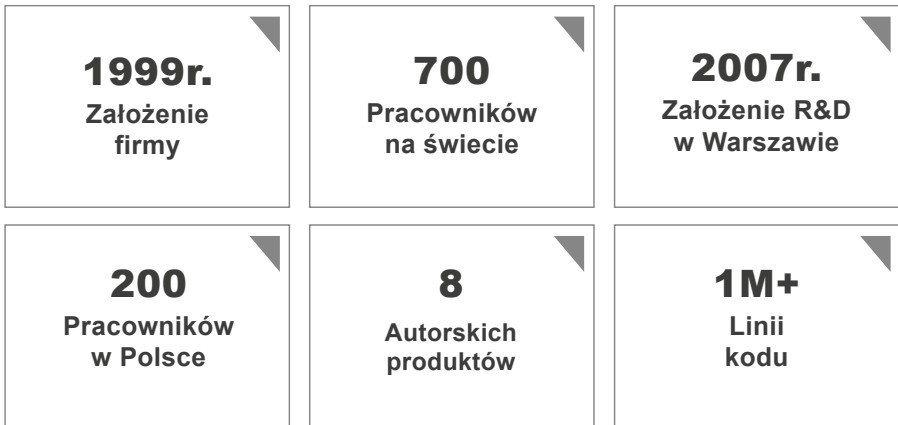 1999r.
Założenie
firmy
700
Pracowników
na świecie
2007r.
Założenie R&D
w Warszawie
200
Pracowników
w Polsce
8
Autorskich
produktów
1M+
Linii
kodu